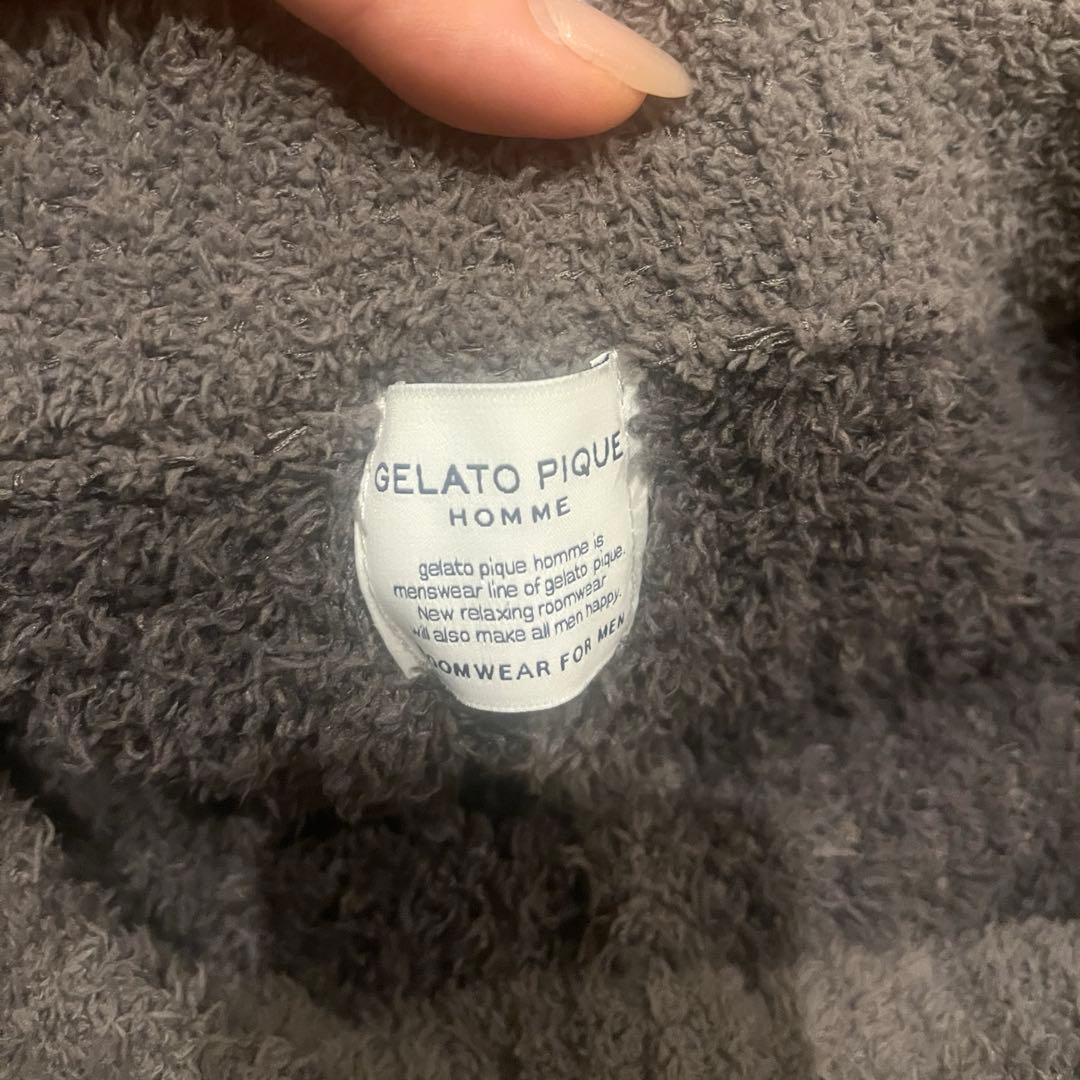 GELATO PIQUE
HOMME
gelato pique homme is
menswear line of gelato pique.
New relaxing roomwear
will also make all men happy.
ROOMWEAR FOR MEN